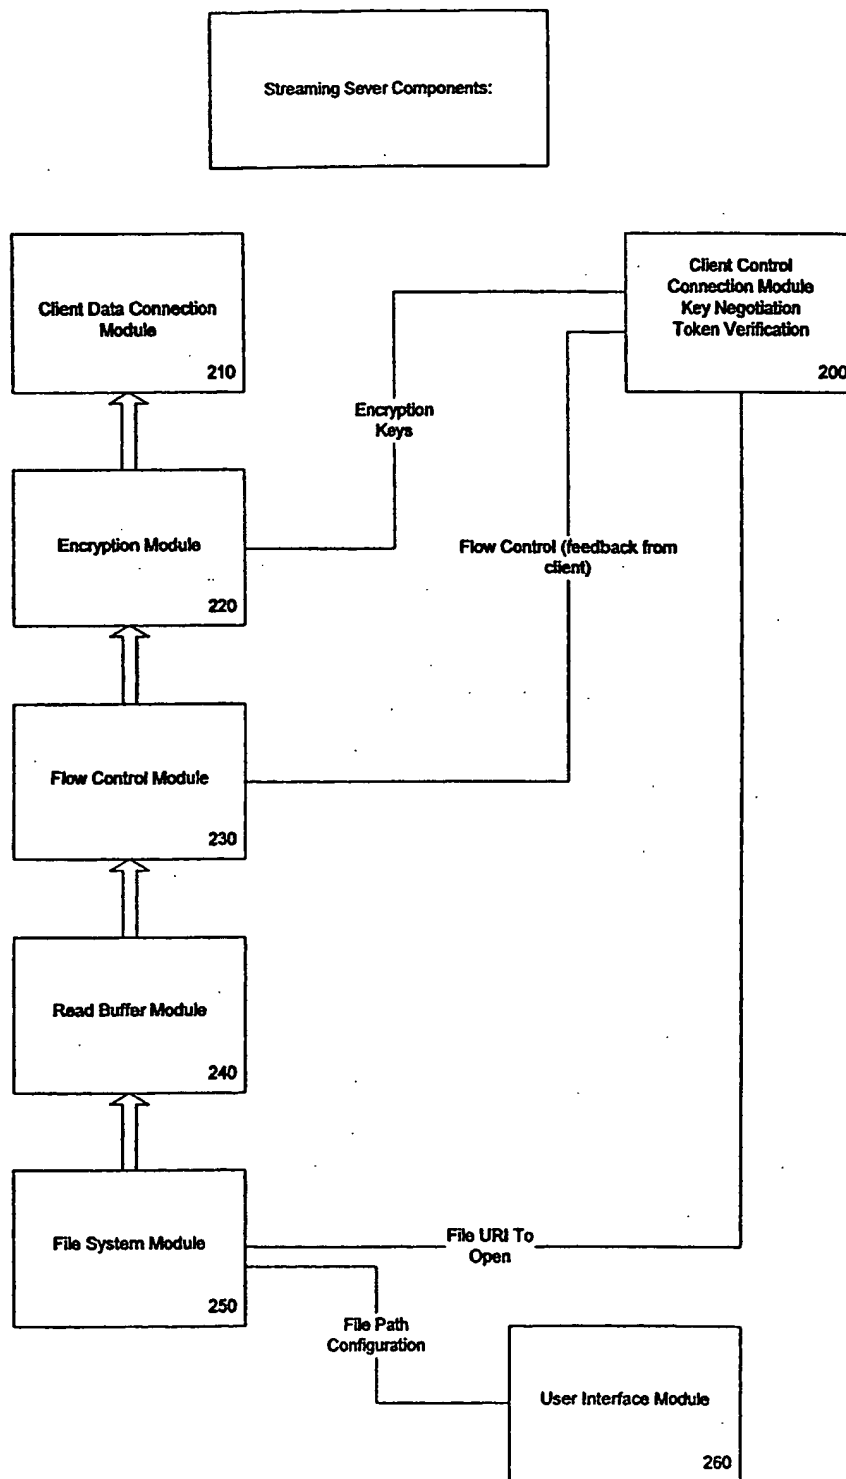 Streaming Sever Components:
Client Data Connection
Module
210
Client Control
Connection Module
Key Negotiation
Token Verification
200
Encryption
Keys
Encryption Module
220
Flow Control (feedback from
client)
Flow Control Module
230
Read Buffer Module
240
File System Module
250
File URI To
Open
File Path
Configuration
User Interface Module
260